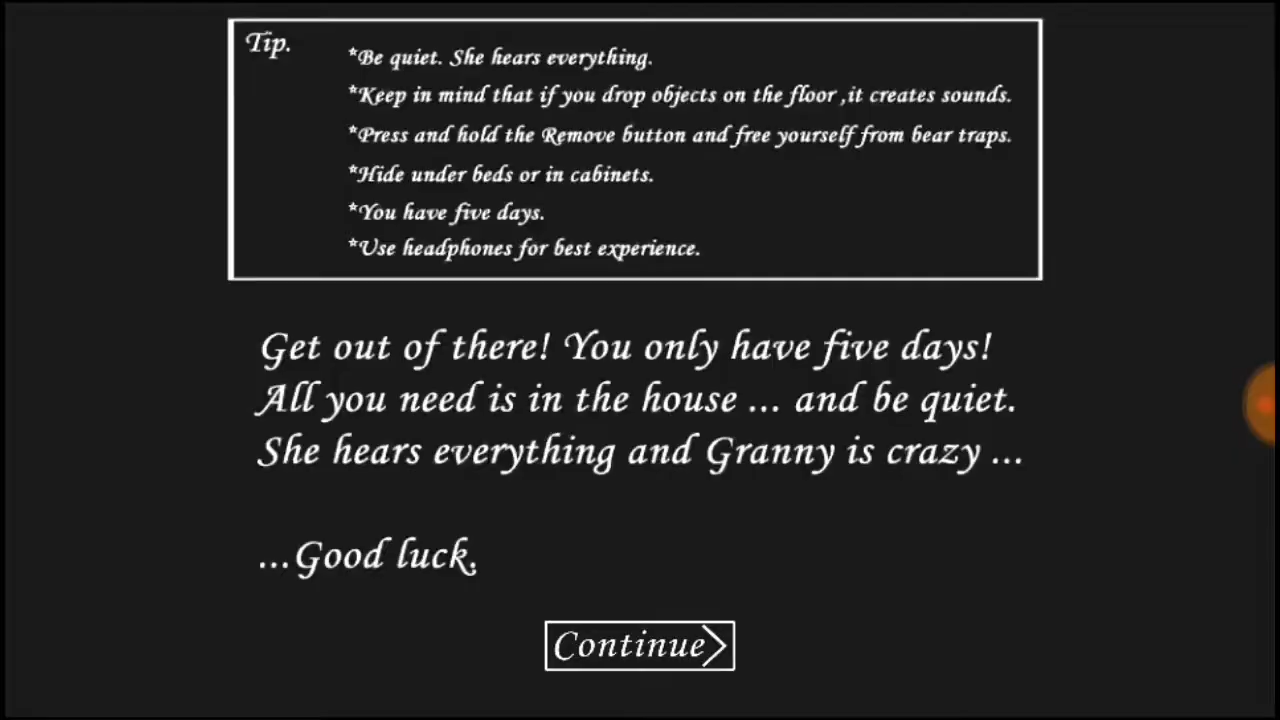 Tip.
*Be quiet. She hears everything.
*Keep in mind that if you drop objects on the floor ,it creates sounds.
*Press and hold the Remove button and free yourself from bear traps.
*Hide under beds or in cabinets.
*You have five days.
*Use headphones for best experience.
Get out of there! You only have five days!
All you need is in the house ... and be quiet.
She hears everything and Granny is crazy ...
...Good luck.
Continue